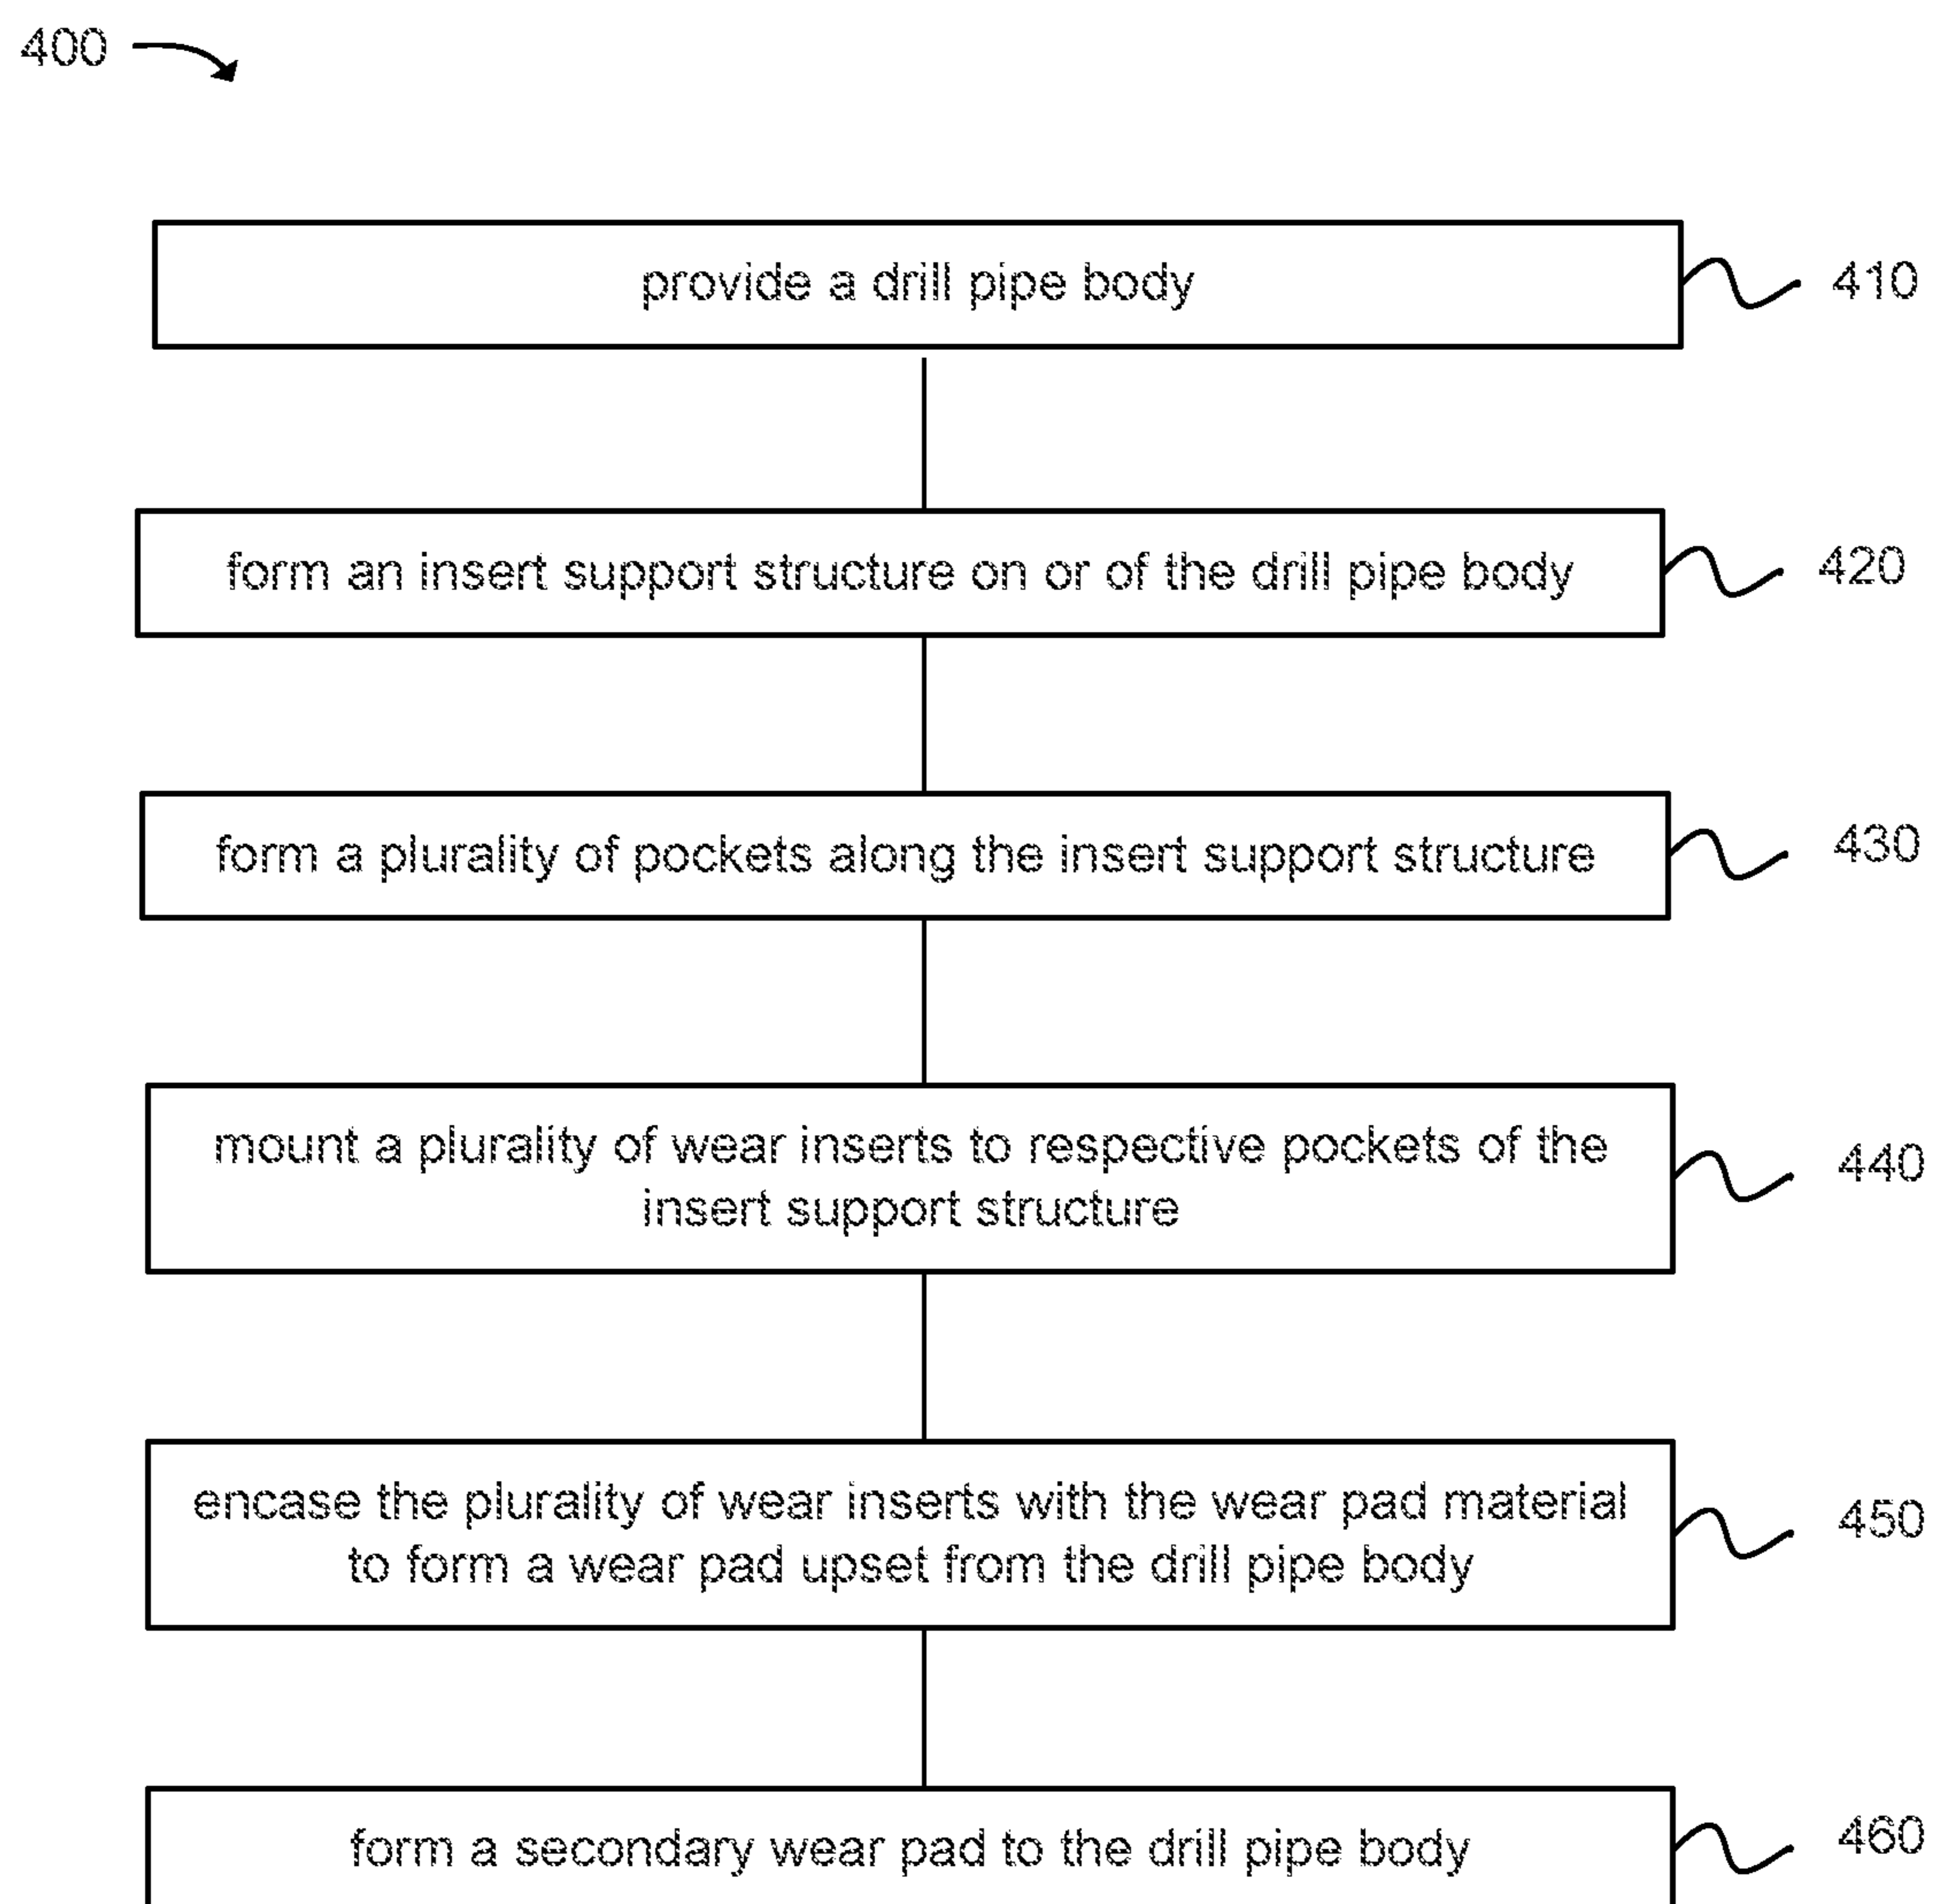 400
provide a drill pipe body
410
form an insert support structure on or of the drill pipe body
420
form a plurality of pockets along the insert support structure
430
mount a plurality of wear inserts to respective pockets of the
insert support structure
440
encase the plurality of wear inserts with the wear pad material
to form a wear pad upset from the drill pipe body
450
form a secondary wear pad to the drill pipe body
460